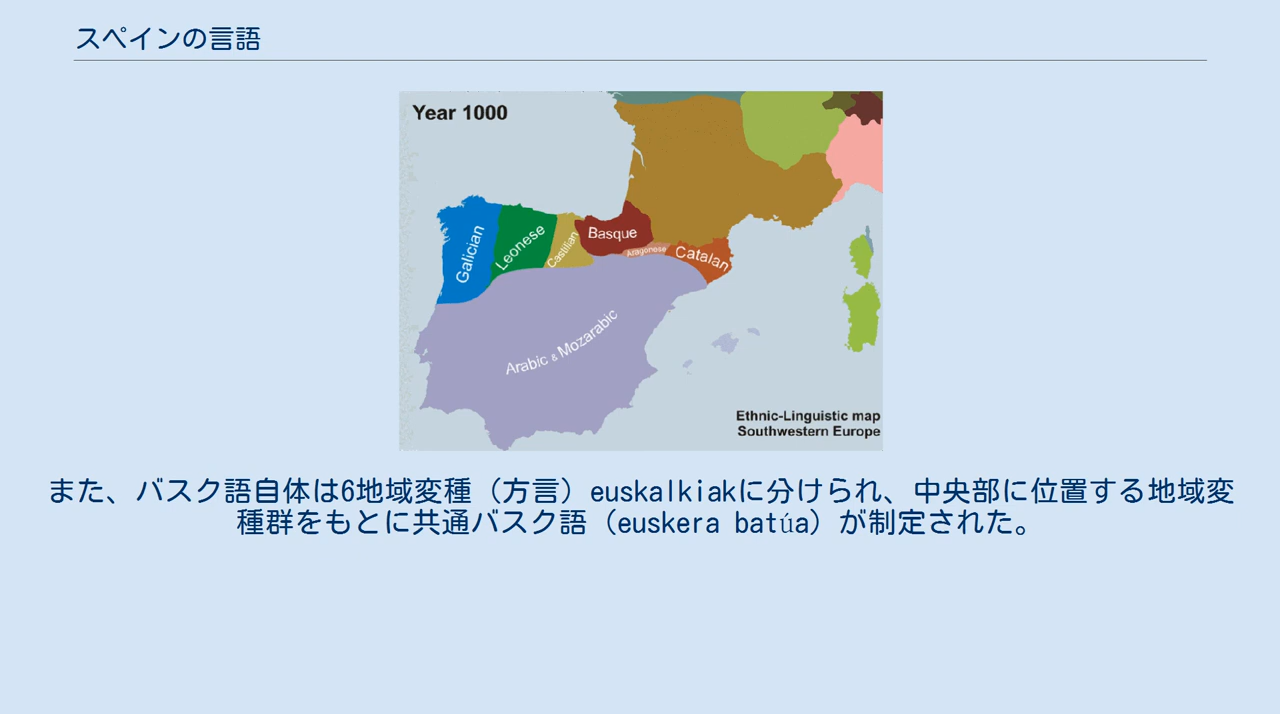 スペインの言語
Year 1000
Galician
Leonese
Castilian
Basque
Aragonese
Catalan
Arabic & Mozarabic
Ethnic-Linguistic map
Southwestern Europe
また、バスク語自体は6地域変種（方言）euskalkiakに分けられ、中央部に位置する地域変
種群をもとに共通バスク語（euskera batúa）が制定された。